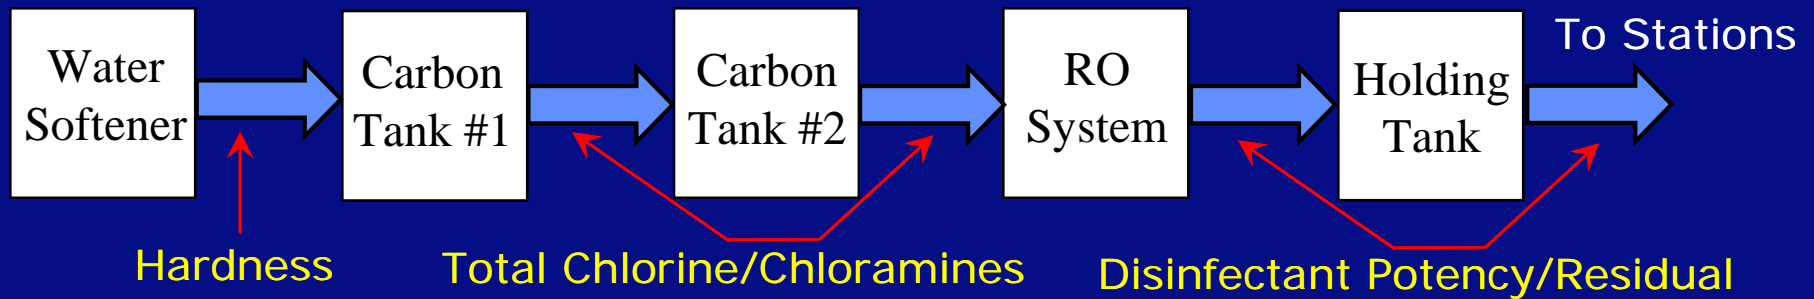 Water
Softener
Carbon
Tank #1
Carbon
Tank #2
RO
System
Holding
Tank
To Stations
Hardness
Total Chlorine/Chloramines
Disinfectant Potency/Residual